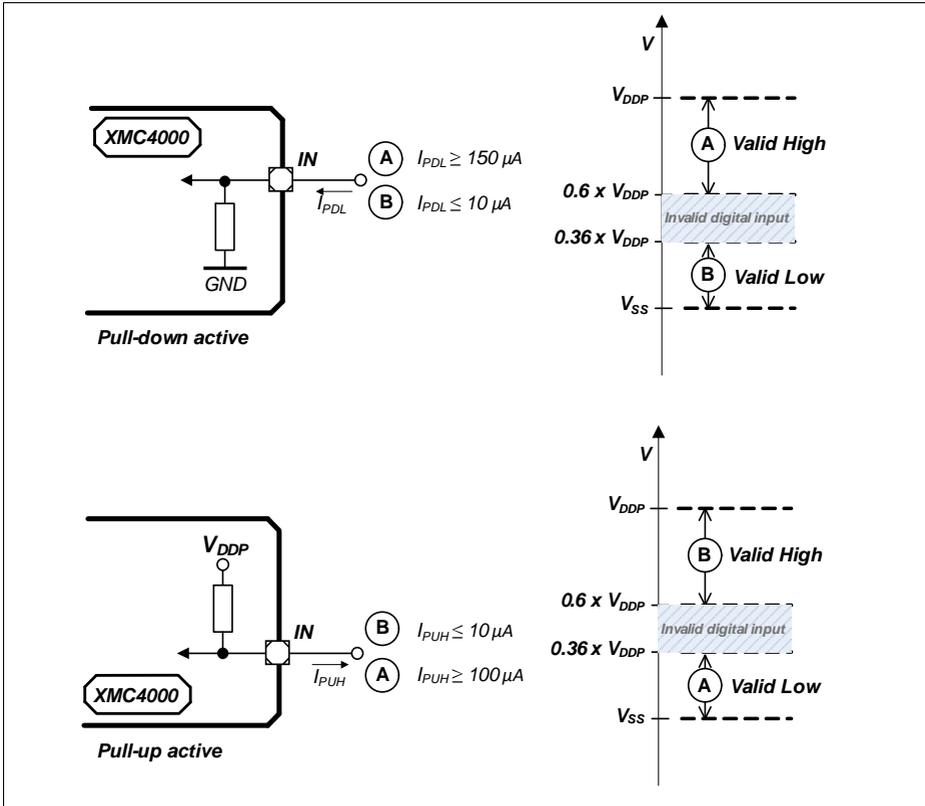 V
V_DDP
XMC4000
A Valid High
IN
A I_PDL ≥ 150 µA
0.6 x V_DDP
I_PDL
B I_PDL ≤ 10 µA
Invalid digital input
0.36 x V_DDP
GND
B Valid Low
V_SS
Pull-down active
V
V_DDP
V_DDP
B Valid High
0.6 x V_DDP
IN
B I_PUH ≤ 10 µA
Invalid digital input
0.36 x V_DDP
I_PUH
A I_PUH ≥ 100 µA
XMC4000
A Valid Low
V_SS
Pull-up active